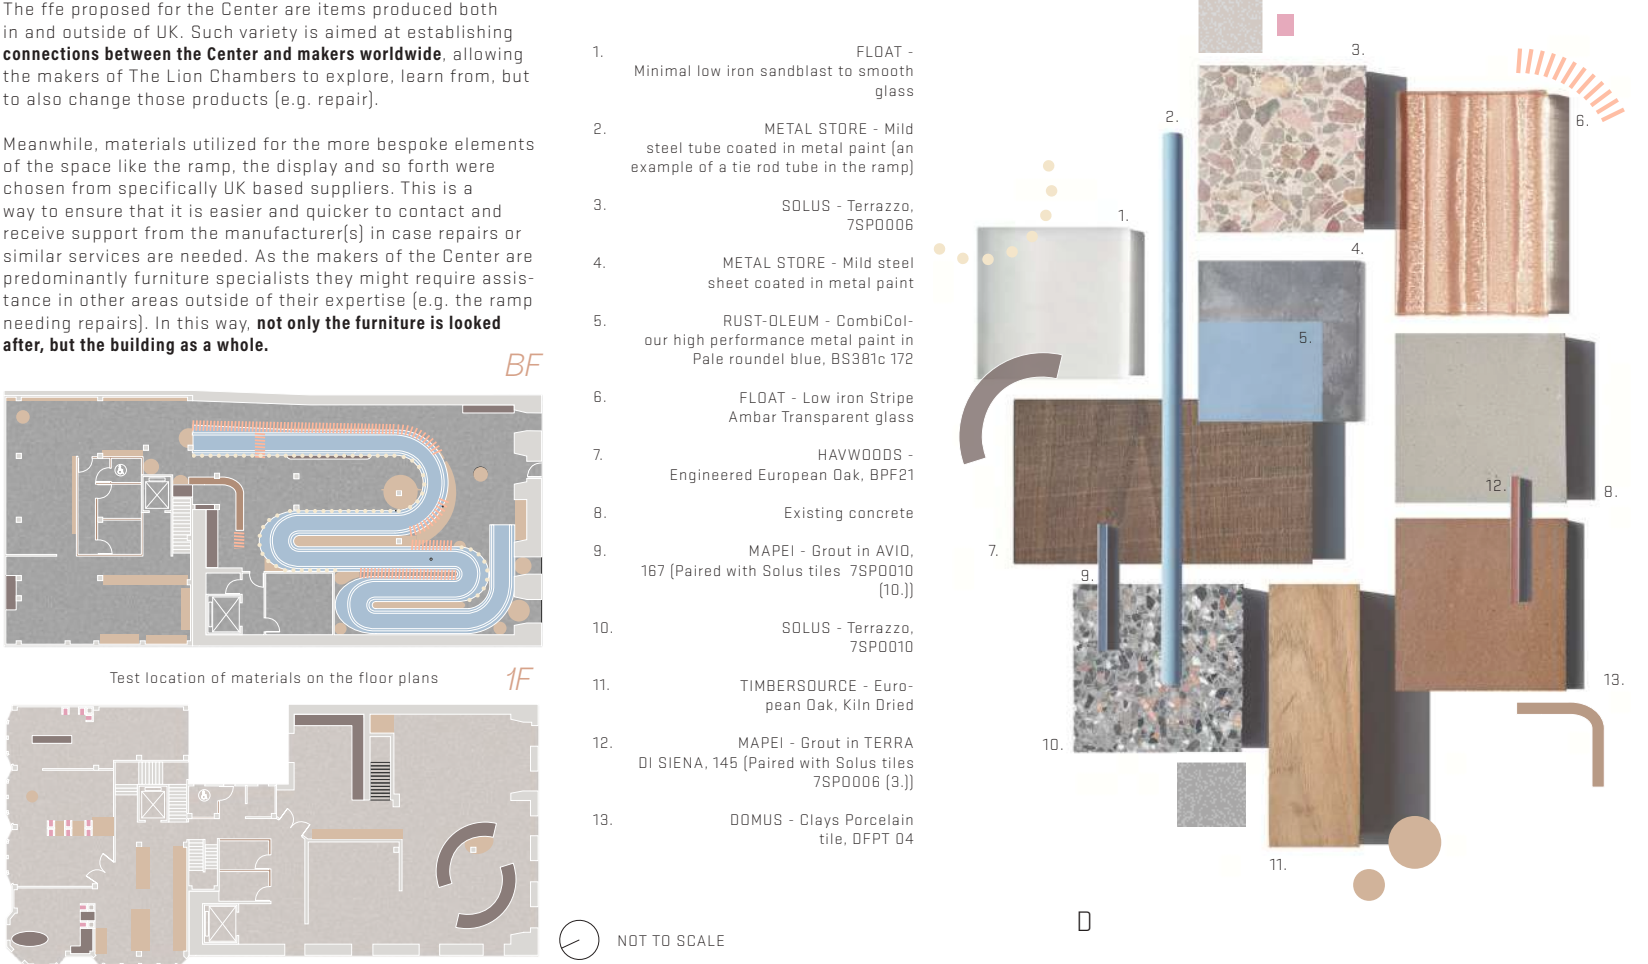 The ffe proposed for the Center are items produced both
in and outside of UK. Such variety is aimed at establishing
connections between the Center and makers worldwide, allowing
the makers of The Lion Chambers to explore, learn from, but
to also change those products (e.g. repair).
Meanwhile, materials utilized for the more bespoke elements
of the space like the ramp, the display and so forth were
chosen from specifically UK based suppliers. This is a
way to ensure that it is easier and quicker to contact and
receive support from the manufacturer(s) in case repairs or
similar services are needed. As the makers of the Center are
predominantly furniture specialists they might require assis-
tance in other areas outside of their expertise (e.g. the ramp
needing repairs). In this way, not only the furniture is looked
after, but the building as a whole.
BF
Test location of materials on the floor plans
1F
1. FLOAT -
Minimal low iron sandblast to smooth
glass
2. METAL STORE - Mild
steel tube coated in metal paint (an
example of a tie rod tube in the ramp)
3. SOLUS - Terrazzo,
7SP0006
4. METAL STORE - Mild steel
sheet coated in metal paint
5. RUST-OLEUM - CombiCol-
our high performance metal paint in
Pale roundel blue, BS381c 172
6. FLOAT - Low iron Stripe
Ambar Transparent glass
7. HAVWOODS -
Engineered European Oak, BPF21
8. Existing concrete
9. MAPEI - Grout in AVIO,
167 (Paired with Solus tiles 7SP0010
(10.))
10. SOLUS - Terrazzo,
7SP0010
11. TIMBERSOURCE - Euro-
pean Oak, Kiln Dried
12. MAPEI - Grout in TERRA
DI SIENA, 145 (Paired with Solus tiles
7SP0006 (3.))
13. DOMUS - Clays Porcelain
tile, DFPT 04
NOT TO SCALE
3.
6.
2.
1.
4.
5.
12.
8.
7.
9.
13.
10.
11.
D